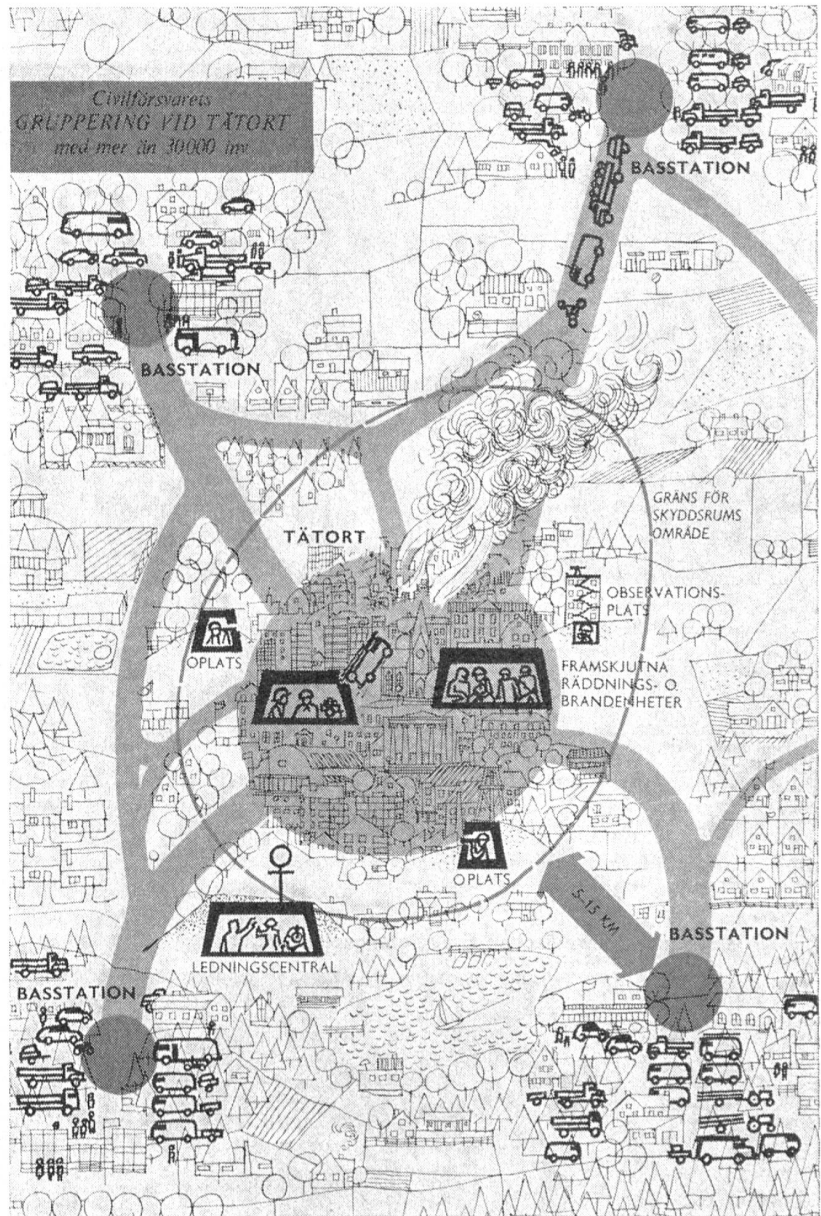 Civilförsvarets
GRUPPERING VID TÄTORT
med mer än 30000 inv
BASSTATION
BASSTATION
GRÄNS FÖR
SKYDDSRUMS
OMRÅDE
TÄTORT
OBSERVATIONS-
PLATS
OPLATS
FRAMSKJUTNA
RÄDDNINGS- O.
BRANDENHETER
OPLATS
5-15 KM
LEDNINGSCENTRAL
BASSTATION
BASSTATION